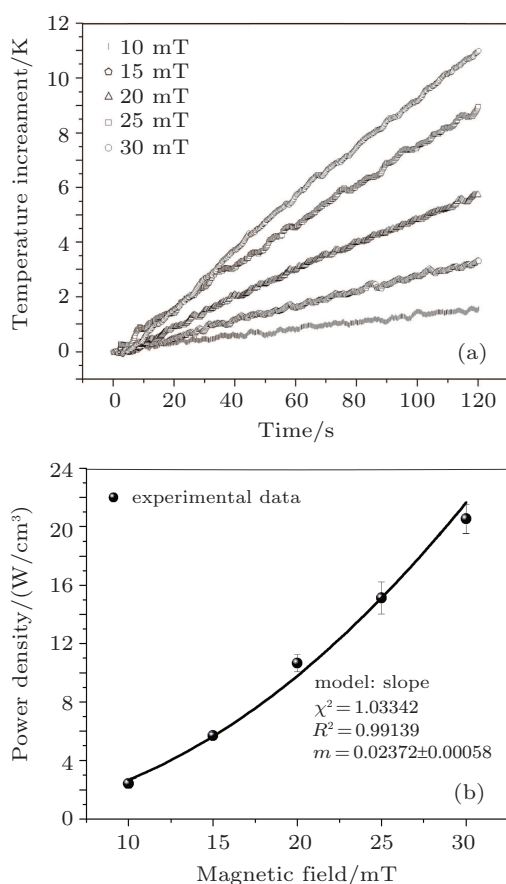 12
10 mT
15 mT
20 mT
25 mT
30 mT
10
8
6
4
2
0
Temperature increament/K
(a)
0 20 40 60 80 100 120
Time/s
24
experimental data
20
16
12
8
4
0
Power density/(W/cm³)
model: slope
χ² = 1.03342
R² = 0.99139
m = 0.02372±0.00058
(b)
10 15 20 25 30
Magnetic field/mT